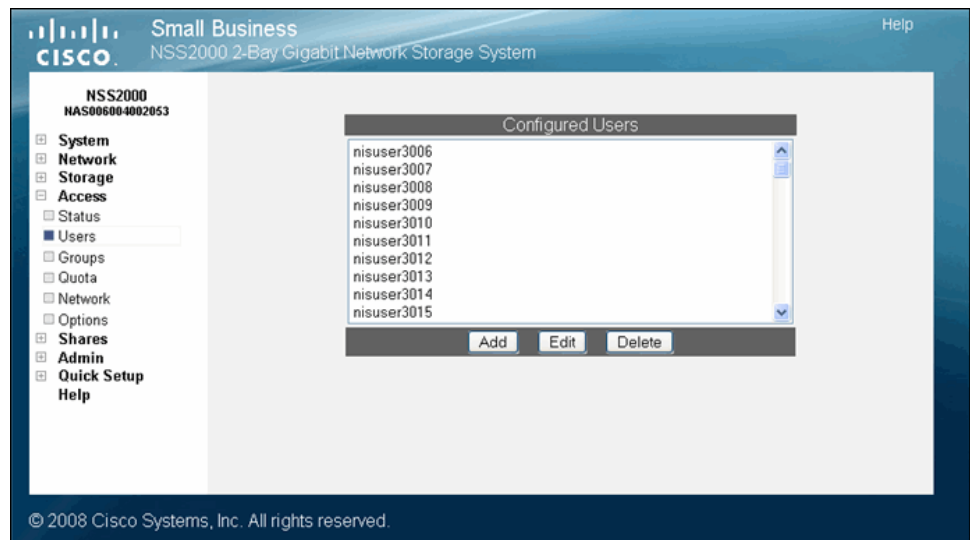 Small Business
Help
CISCO.
NSS2000 2-Bay Gigabit Network Storage System
NSS2000
NAS006004002053
System
Network
Storage
Access
Status
Users
Groups
Quota
Network
Options
Shares
Admin
Quick Setup
Help
Configured Users
nisuser3006
nisuser3007
nisuser3008
nisuser3009
nisuser3010
nisuser3011
nisuser3012
nisuser3013
nisuser3014
nisuser3015
Add Edit Delete
© 2008 Cisco Systems, Inc. All rights reserved.